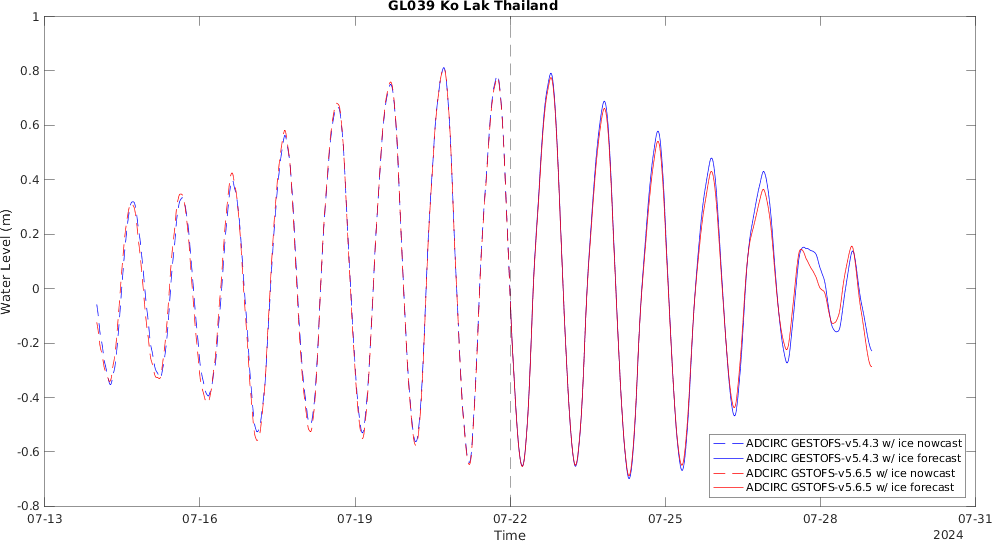 GL039 Ko Lak Thailand
1
0.8
0.6
0.4
0.2
0
-0.2
-0.4
-0.6
-0.8
Water Level (m)
07-13
07-16
07-19
07-22
07-25
07-28
07-31
Time
2024
ADCIRC GESTOFS-v5.4.3 w/ ice nowcast
ADCIRC GESTOFS-v5.4.3 w/ ice forecast
ADCIRC GSTOFS-v5.6.5 w/ ice nowcast
ADCIRC GSTOFS-v5.6.5 w/ ice forecast